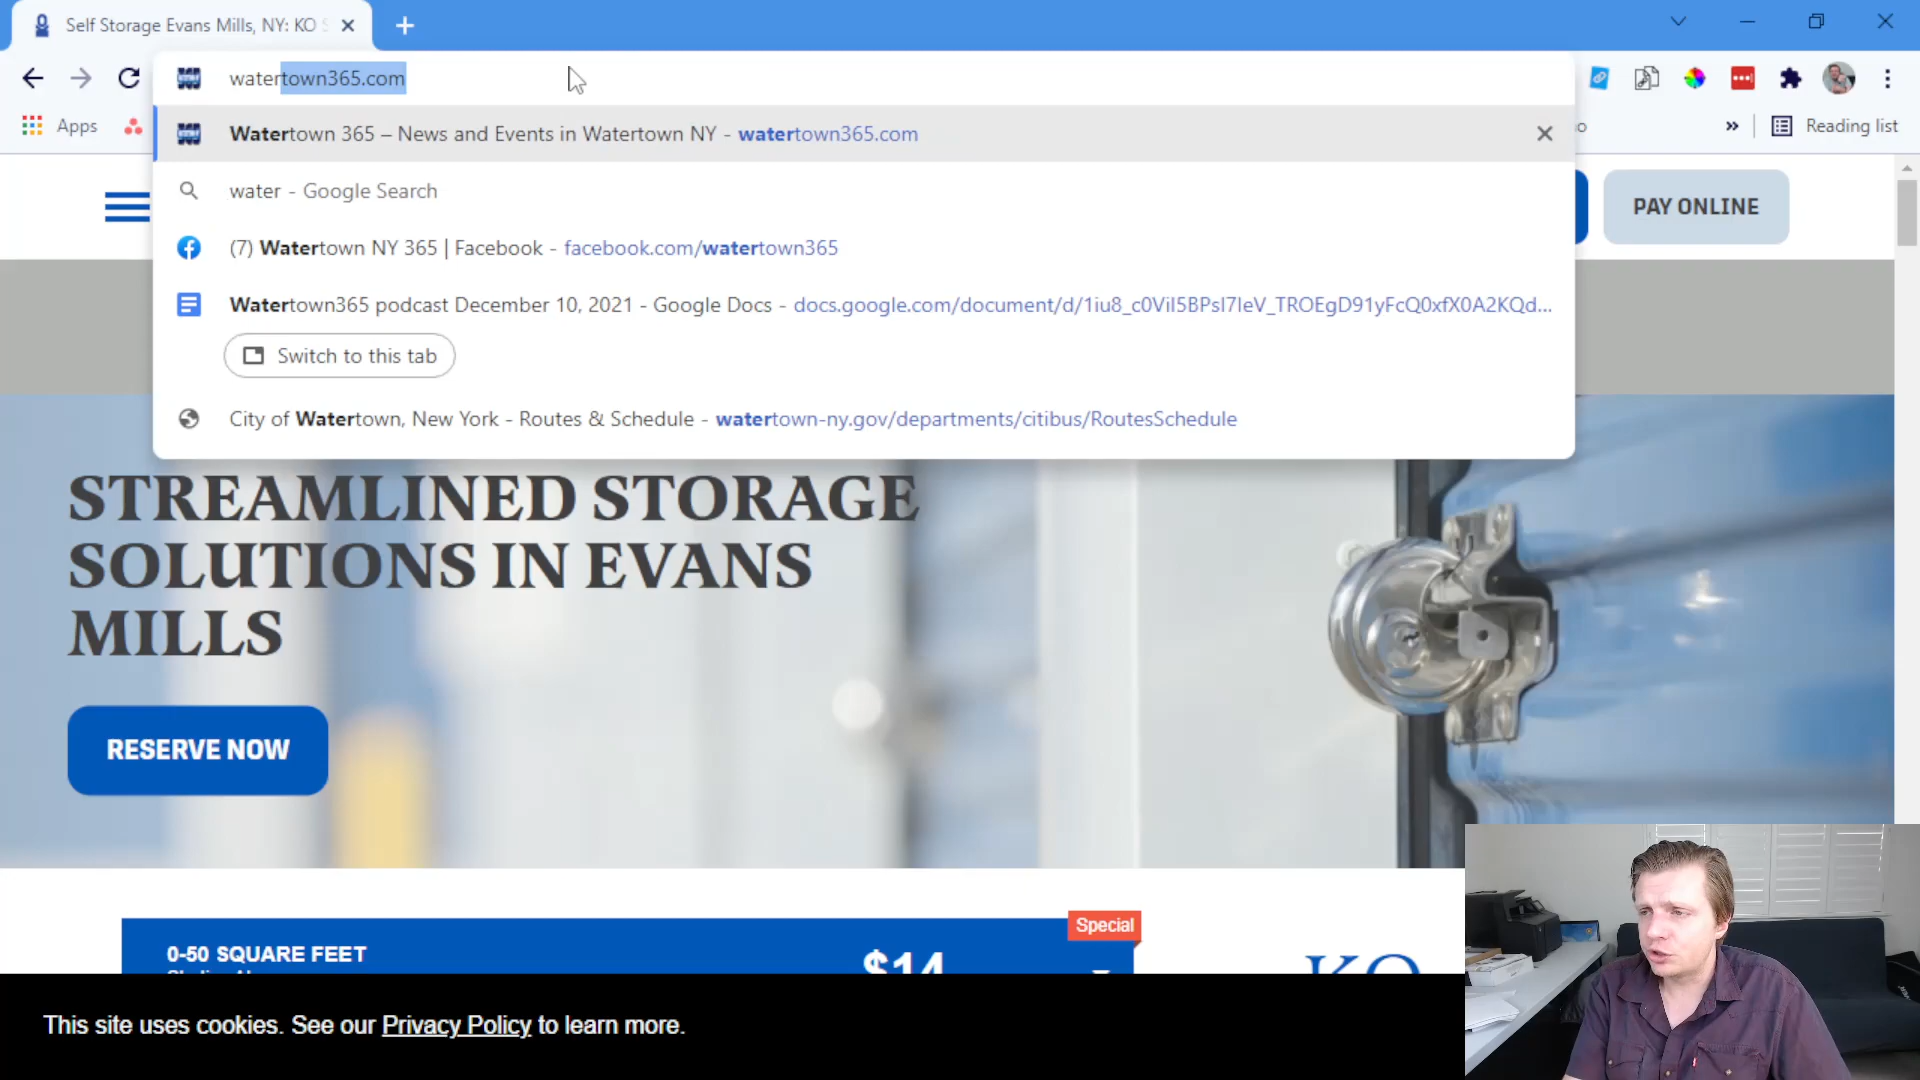 Self Storage Evans Mills, NY: KO S
watertown365.com
Apps
Reading list
Watertown 365 – News and Events in Watertown NY - watertown365.com
water - Google Search
(7) Watertown NY 365 | Facebook - facebook.com/watertown365
Watertown365 podcast December 10, 2021 - Google Docs - docs.google.com/document/d/1iu8_c0ViI5BPsI7IeV_TROEgD91yFcQ0xfX0A2KQd...
Switch to this tab
City of Watertown, New York - Routes & Schedule - watertown-ny.gov/departments/citibus/RoutesSchedule
PAY ONLINE
STREAMLINED STORAGE
SOLUTIONS IN EVANS
MILLS
RESERVE NOW
Special
0-50 SQUARE FEET
$14
KO
This site uses cookies. See our Privacy Policy to learn more.